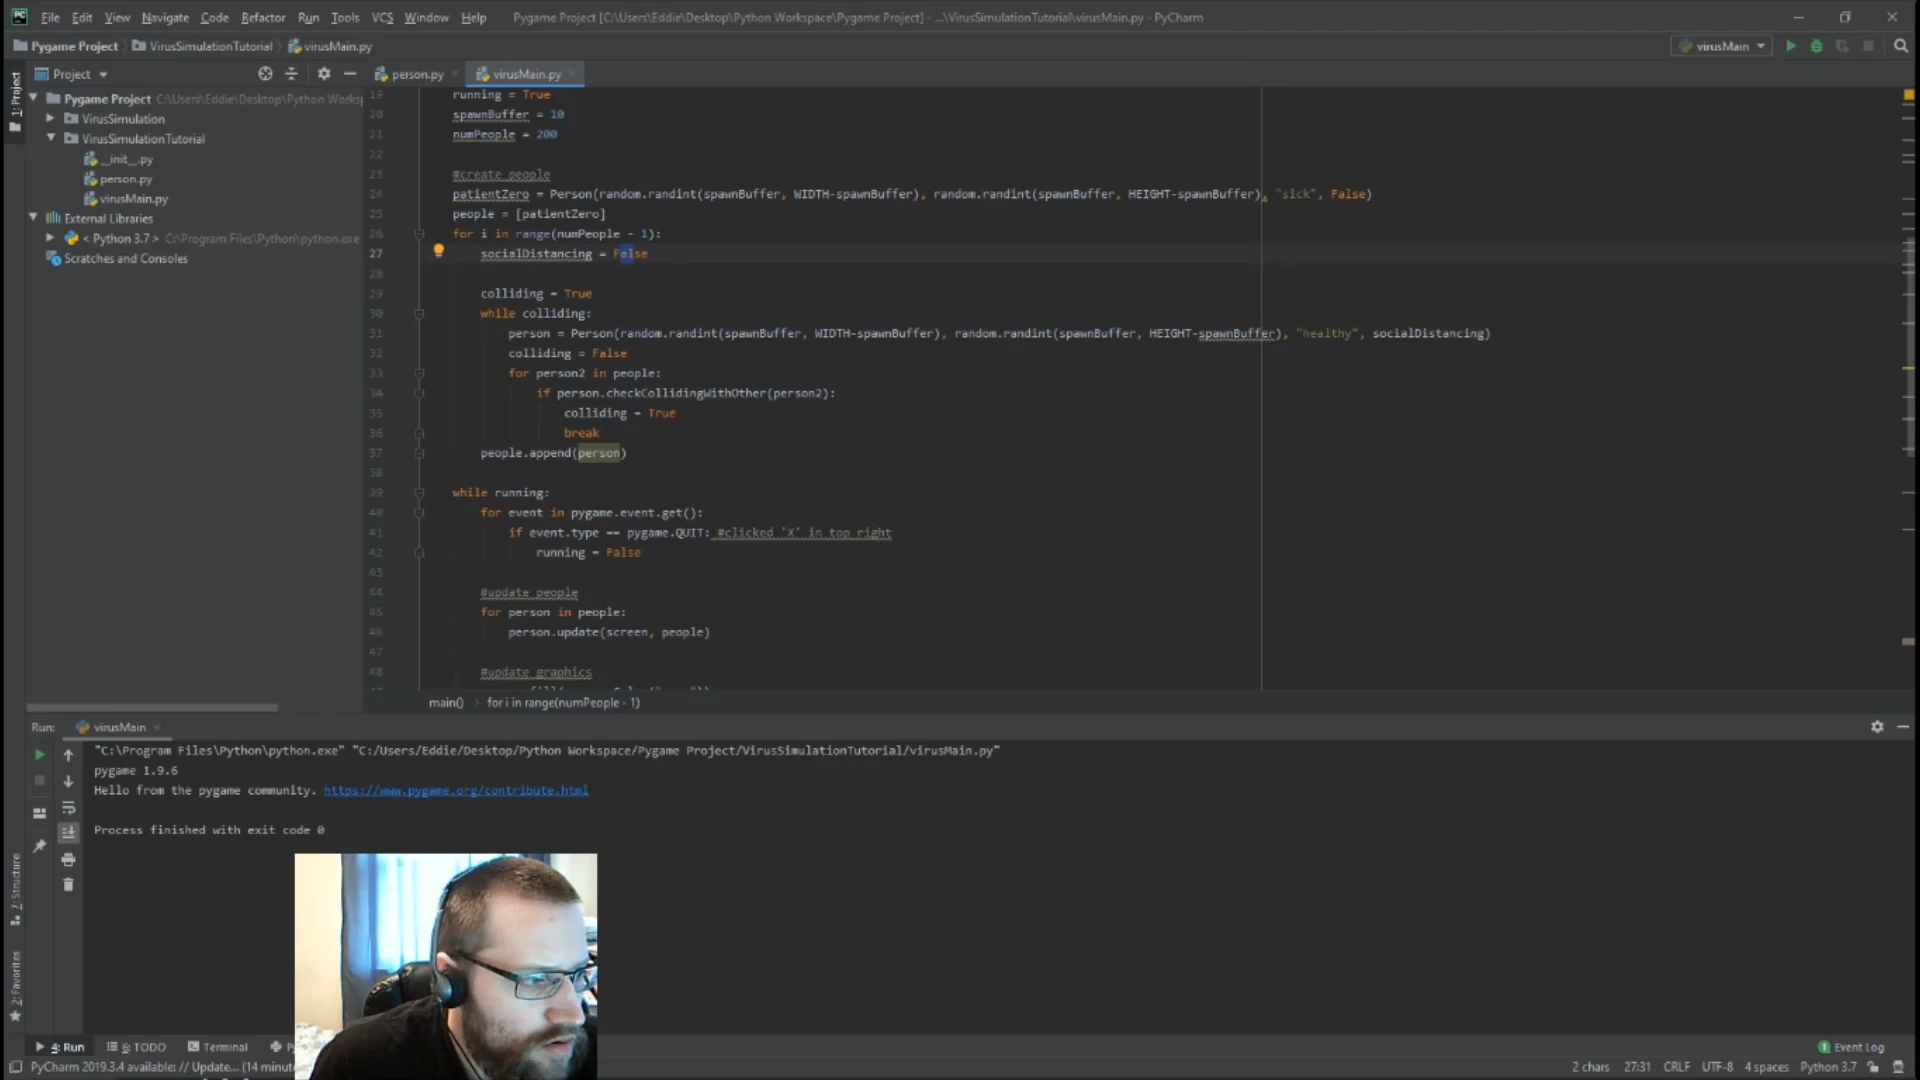 File Edit View Navigate Code Refactor Run Tools VCS Window Help Pygame Project [C:\Users\Eddie\Desktop\Python Workspace\Pygame Project] - ...\VirusSimulationTutorial\virusMain.py - PyCharm
Pygame Project VirusSimulationTutorial virusMain.py virusMain
Project person.py virusMain.py
1: Project
Pygame Project C:\Users\Eddie\Desktop\Python Works
VirusSimulation
VirusSimulationTutorial
__init__.py
person.py
virusMain.py
External Libraries
< Python 3.7 > C:\Program Files\Python\python.exe
Scratches and Consoles
19 running = True
20 spawnBuffer = 10
21 numPeople = 200
22
23 #create people
24 patientZero = Person(random.randint(spawnBuffer, WIDTH-spawnBuffer), random.randint(spawnBuffer, HEIGHT-spawnBuffer), "sick", False)
25 people = [patientZero]
26 for i in range(numPeople - 1):
27 socialDistancing = False
28
29 colliding = True
30 while colliding:
31 person = Person(random.randint(spawnBuffer, WIDTH-spawnBuffer), random.randint(spawnBuffer, HEIGHT-spawnBuffer), "healthy", socialDistancing)
32 colliding = False
33 for person2 in people:
34 if person.checkCollidingWithOther(person2):
35 colliding = True
36 break
37 people.append(person)
38
39 while running:
40 for event in pygame.event.get():
41 if event.type == pygame.QUIT: #clicked 'X' in top right
42 running = False
43
44 #update people
45 for person in people:
46 person.update(screen, people)
47
48 #update graphics
main() for i in range(numPeople - 1)
Run: virusMain
"C:\Program Files\Python\python.exe" "C:/Users/Eddie/Desktop/Python Workspace/Pygame Project/VirusSimulationTutorial/virusMain.py"
pygame 1.9.6
Hello from the pygame community. https://www.pygame.org/contribute.html
Process finished with exit code 0
7: Structure
2: Favorites
4: Run 6: TODO Terminal Event Log
PyCharm 2019.3.4 available: // Update... (14 minute 2 chars 27:31 CRLF UTF-8 4 spaces Python 3.7